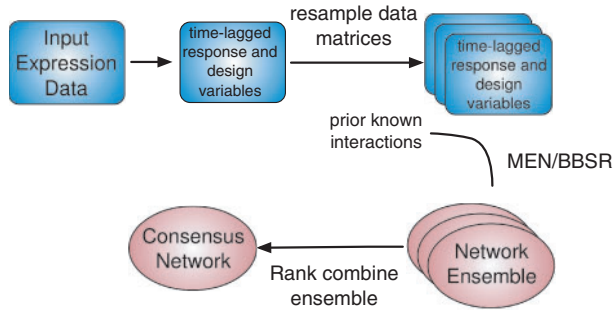 Input
Expression
Data
time-lagged
response and
design
variables
resample data
matrices
time-lagged
response and
design
variables
prior known
interactions
MEN/BBSR
Network
Ensemble
Rank combine
ensemble
Consensus
Network